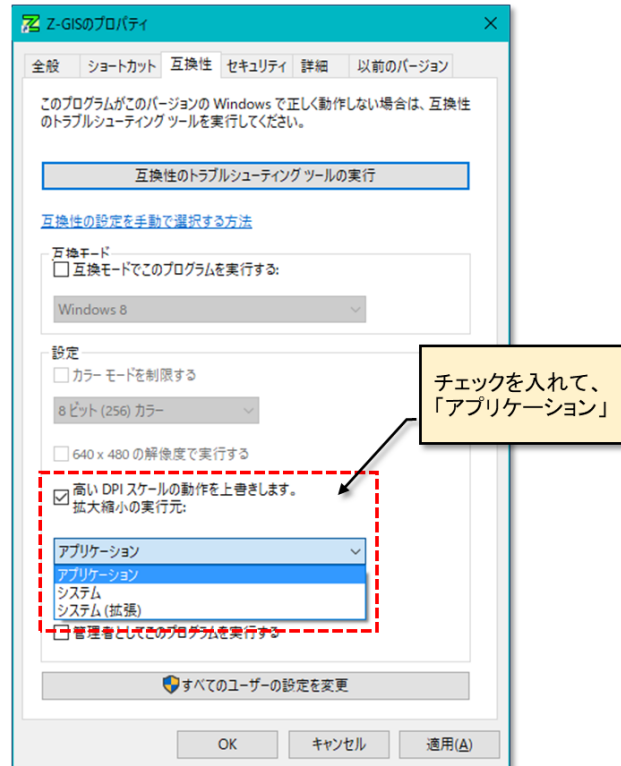 Z-GISのプロパティ
全般 ショートカット 互換性 セキュリティ 詳細 以前のバージョン
このプログラムがこのバージョンの Windows で正しく動作しない場合は、互換性
のトラブルシューティング ツールを実行してください。
互換性のトラブルシューティング ツールの実行
互換性の設定を手動で選択する方法
互換モード
互換モードでこのプログラムを実行する:
Windows 8
設定
カラー モードを制限する
8 ビット (256) カラー
640 x 480 の解像度で実行する
チェックを入れて、
「アプリケーション」
高い DPI スケールの動作を上書きします。
拡大縮小の実行元:
アプリケーション
アプリケーション
システム
システム (拡張)
管理者としてこのプログラムを実行する
すべてのユーザーの設定を変更
OK キャンセル 適用(A)